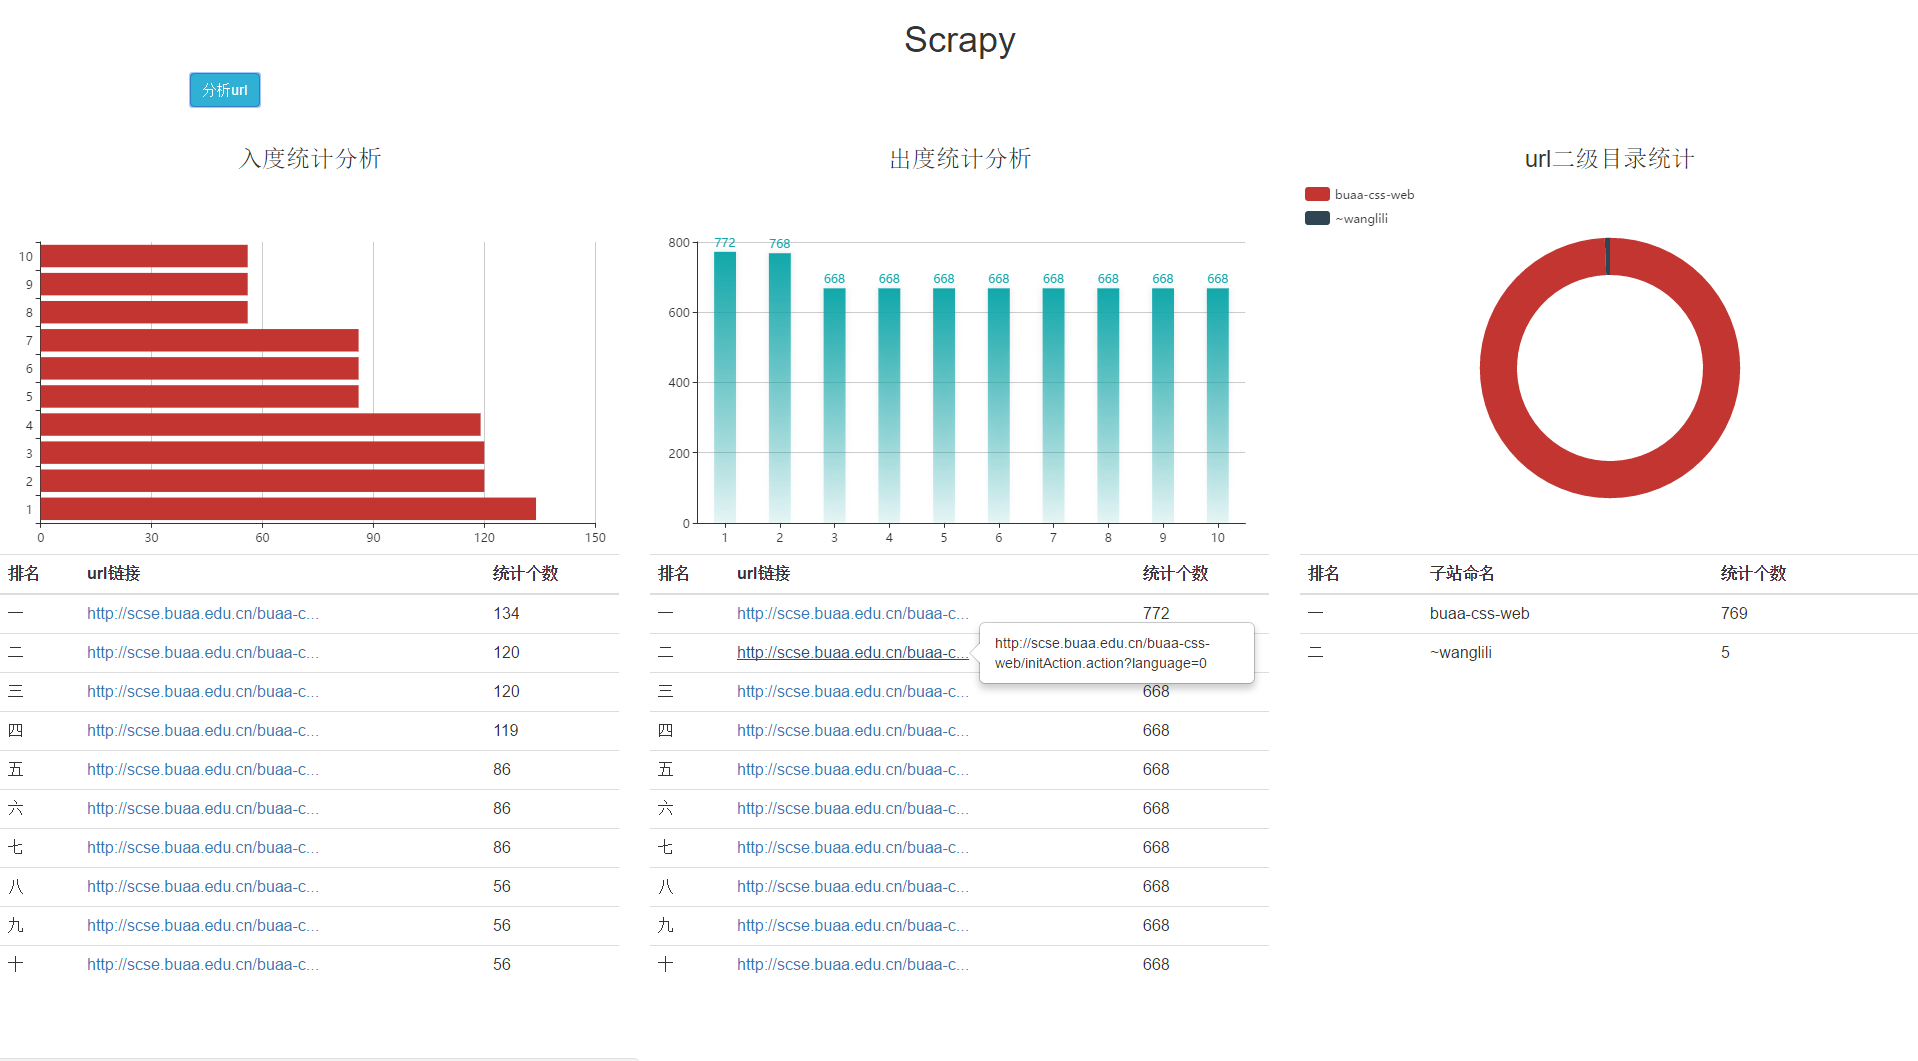 Scrapy
分析url
入度统计分析
10
9
8
7
6
5
4
3
2
1
0 30 60 90 120 150
排名 url链接 统计个数
一 http://scse.buaa.edu.cn/buaa-c... 134
二 http://scse.buaa.edu.cn/buaa-c... 120
三 http://scse.buaa.edu.cn/buaa-c... 120
四 http://scse.buaa.edu.cn/buaa-c... 119
五 http://scse.buaa.edu.cn/buaa-c... 86
六 http://scse.buaa.edu.cn/buaa-c... 86
七 http://scse.buaa.edu.cn/buaa-c... 86
八 http://scse.buaa.edu.cn/buaa-c... 56
九 http://scse.buaa.edu.cn/buaa-c... 56
十 http://scse.buaa.edu.cn/buaa-c... 56
出度统计分析
800
600
400
200
0
772 768 668 668 668 668 668 668 668 668
1 2 3 4 5 6 7 8 9 10
排名 url链接 统计个数
一 http://scse.buaa.edu.cn/buaa-c... 772
二 http://scse.buaa.edu.cn/buaa-c...
http://scse.buaa.edu.cn/buaa-css-
web/initAction.action?language=0
三 http://scse.buaa.edu.cn/buaa-c... 668
四 http://scse.buaa.edu.cn/buaa-c... 668
五 http://scse.buaa.edu.cn/buaa-c... 668
六 http://scse.buaa.edu.cn/buaa-c... 668
七 http://scse.buaa.edu.cn/buaa-c... 668
八 http://scse.buaa.edu.cn/buaa-c... 668
九 http://scse.buaa.edu.cn/buaa-c... 668
十 http://scse.buaa.edu.cn/buaa-c... 668
url二级目录统计
buaa-css-web
~wanglili
排名 子站命名 统计个数
一 buaa-css-web 769
二 ~wanglili 5